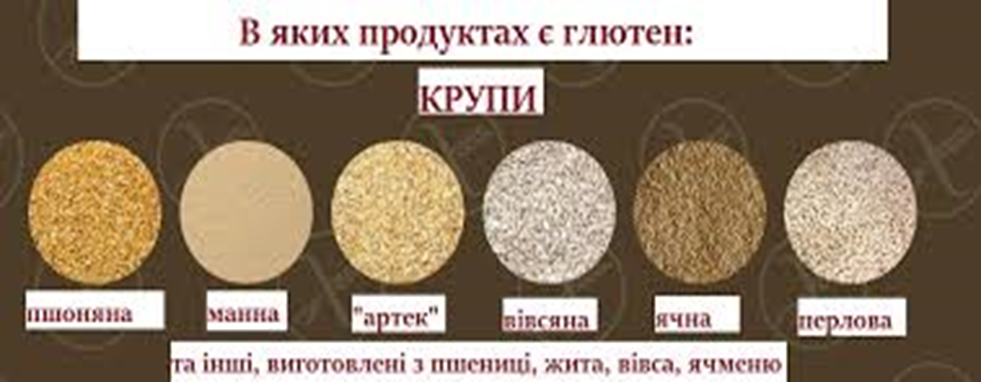 В яких продуктах є глютен:
КРУПИ
пшоняна манна "артек" вівсяна ячна перлова
та інші, виготовлені з пшениці, жита, вівса, ячменю